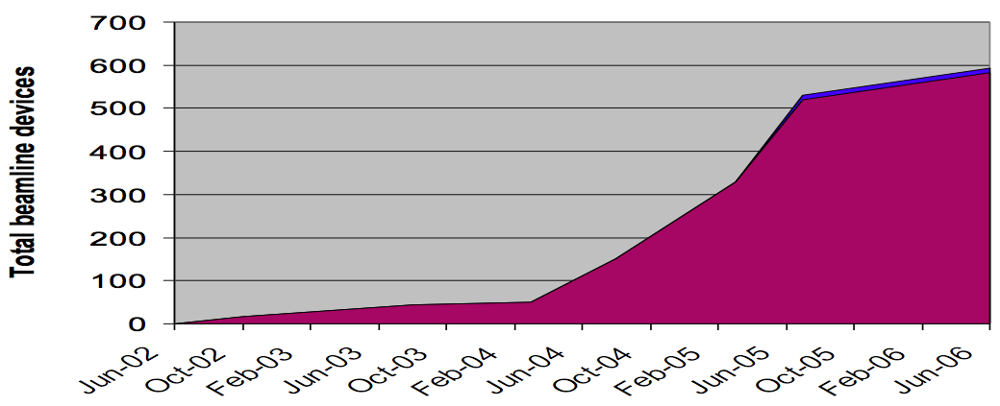 Total beamline devices
700
600
500
400
300
200
100
0
Jun-02
Oct-02
Feb-03
Jun-03
Oct-03
Feb-04
Jun-04
Oct-04
Feb-05
Jun-05
Oct-05
Feb-06
Jun-06